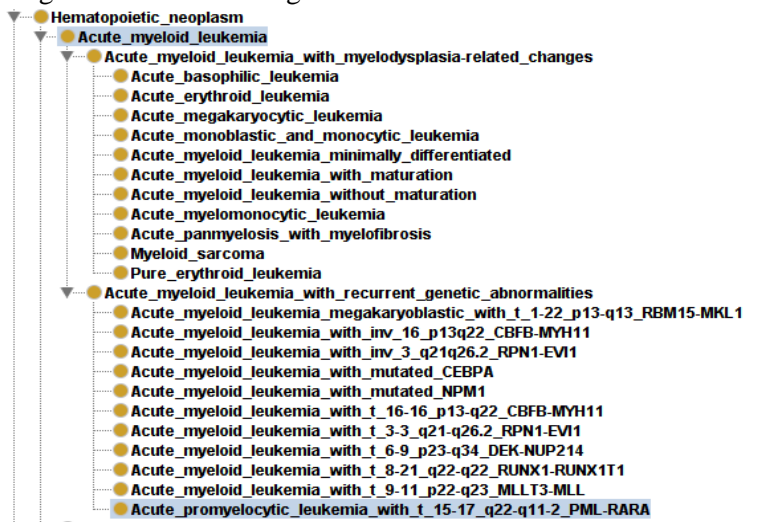 Hematopoietic_neoplasm
Acute_myeloid_leukemia
Acute_myeloid_leukemia_with_myelodysplasia-related_changes
Acute_basophilic_leukemia
Acute_erythroid_leukemia
Acute_megakaryocytic_leukemia
Acute_monoblastic_and_monocytic_leukemia
Acute_myeloid_leukemia_minimally_differentiated
Acute_myeloid_leukemia_with_maturation
Acute_myeloid_leukemia_without_maturation
Acute_myelomonocytic_leukemia
Acute_panmyelosis_with_myelofibrosis
Myeloid_sarcoma
Pure_erythroid_leukemia
Acute_myeloid_leukemia_with_recurrent_genetic_abnormalities
Acute_myeloid_leukemia_megakaryoblastic_with_t_1-22_p13-q13_RBM15-MKL1
Acute_myeloid_leukemia_with_inv_16_p13q22_CBFB-MYH11
Acute_myeloid_leukemia_with_inv_3_q21q26.2_RPN1-EVI1
Acute_myeloid_leukemia_with_mutated_CEBPA
Acute_myeloid_leukemia_with_mutated_NPM1
Acute_myeloid_leukemia_with_t_16-16_p13-q22_CBFB-MYH11
Acute_myeloid_leukemia_with_t_3-3_q21-q26.2_RPN1-EVI1
Acute_myeloid_leukemia_with_t_6-9_p23-q34_DEK-NUP214
Acute_myeloid_leukemia_with_t_8-21_q22-q22_RUNX1-RUNX1T1
Acute_myeloid_leukemia_with_t_9-11_p22-q23_MLLT3-MLL
Acute_promyelocytic_leukemia_with_t_15-17_q22-q11-2_PML-RARA